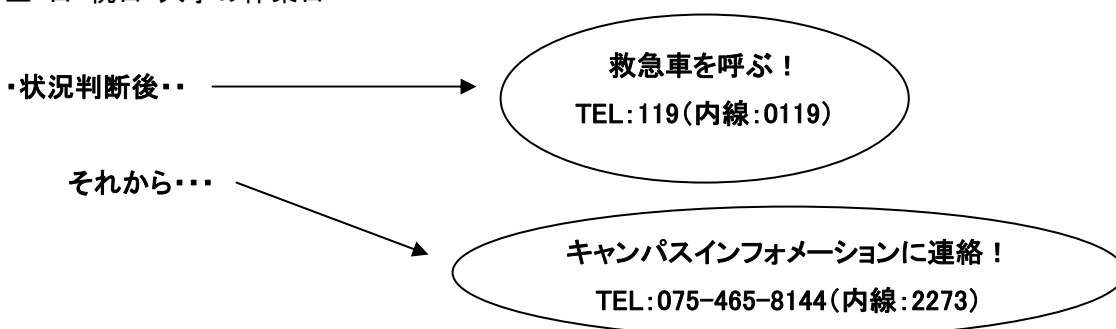 ・状況判断後・・
救急車を呼ぶ！
TEL：119（内線：0119）
それから・・・
キャンパスインフォメーションに連絡！
TEL：075-465-8144（内線：2273）